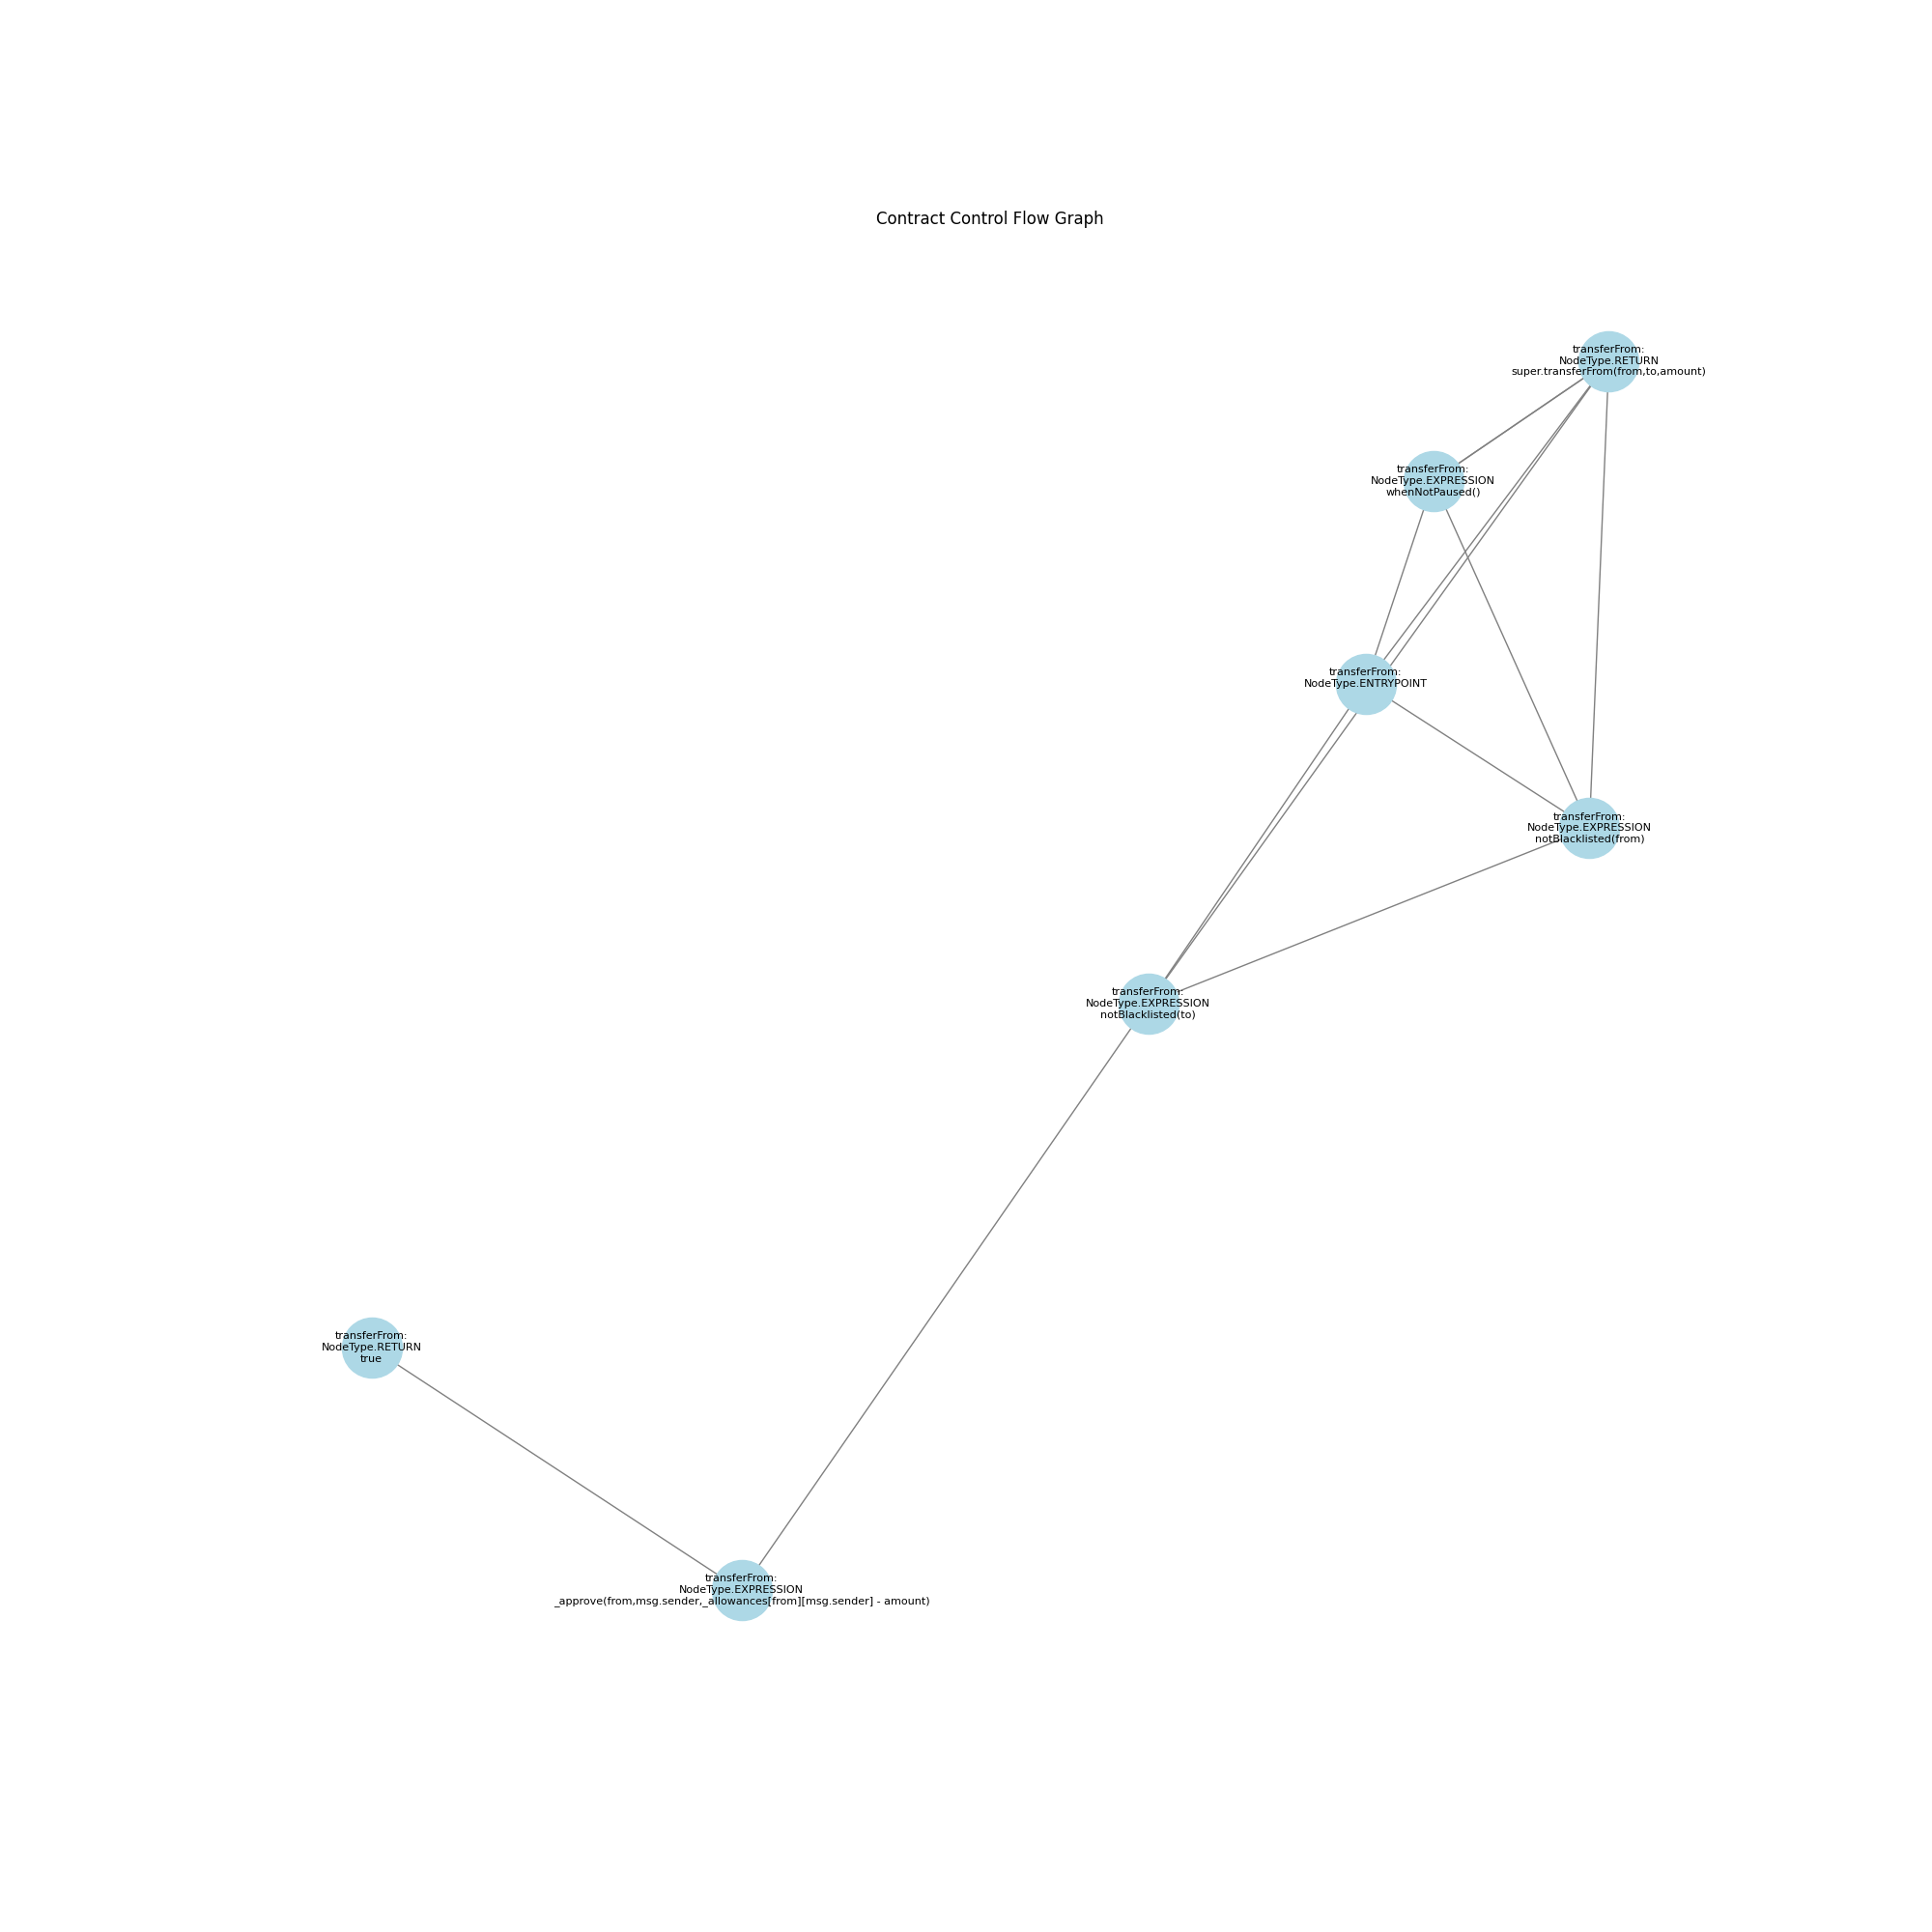 Contract Control Flow Graph
transferFrom:
NodeType.RETURN
super.transferFrom(from,to,amount)
transferFrom:
NodeType.EXPRESSION
whenNotPaused()
transferFrom:
NodeType.ENTRYPOINT
transferFrom:
NodeType.EXPRESSION
notBlacklisted(from)
transferFrom:
NodeType.EXPRESSION
notBlacklisted(to)
transferFrom:
NodeType.RETURN
true
transferFrom:
NodeType.EXPRESSION
_approve(from,msg.sender,_allowances[from][msg.sender] - amount)